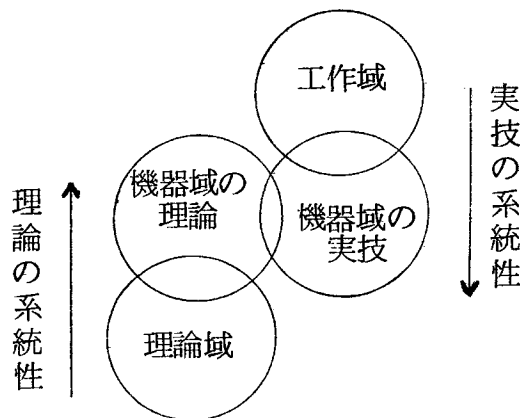 工作域
機器域の
理論
機器域の
実技
理論域
理論の系統性
実技の系統性